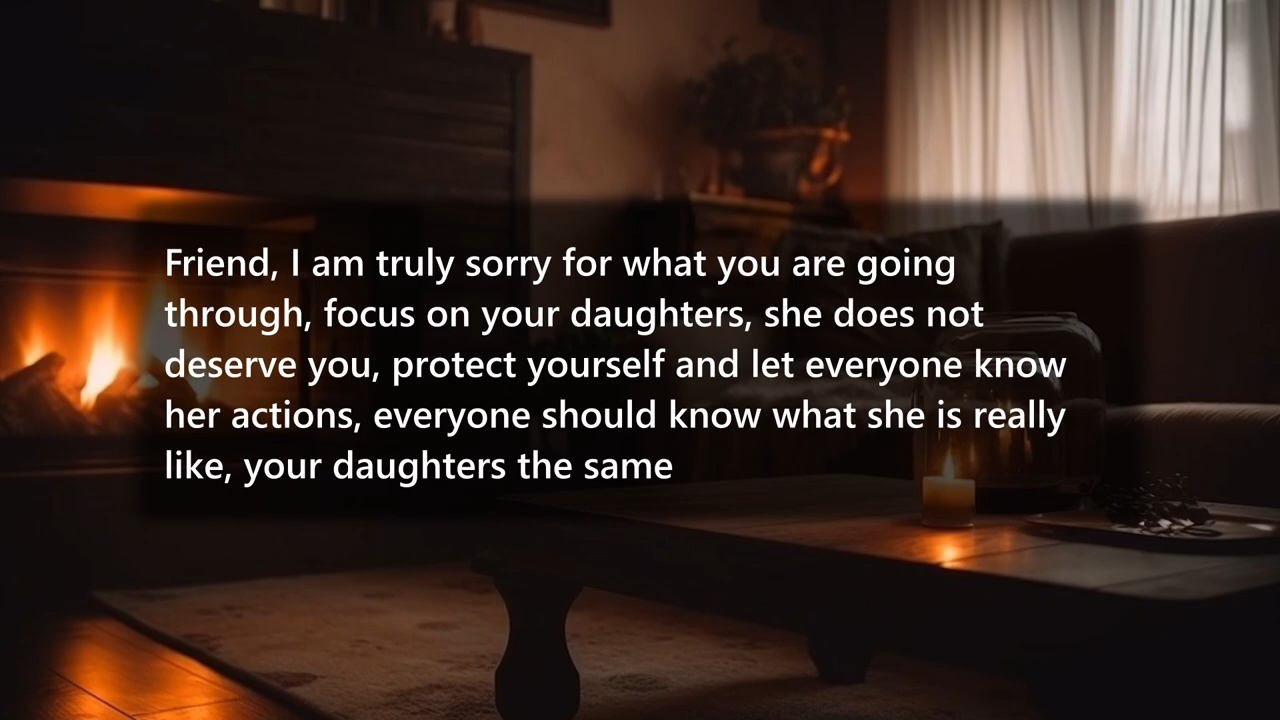 Friend, I am truly sorry for what you are going
through, focus on your daughters, she does not
deserve you, protect yourself and let everyone know
her actions, everyone should know what she is really
like, your daughters the same